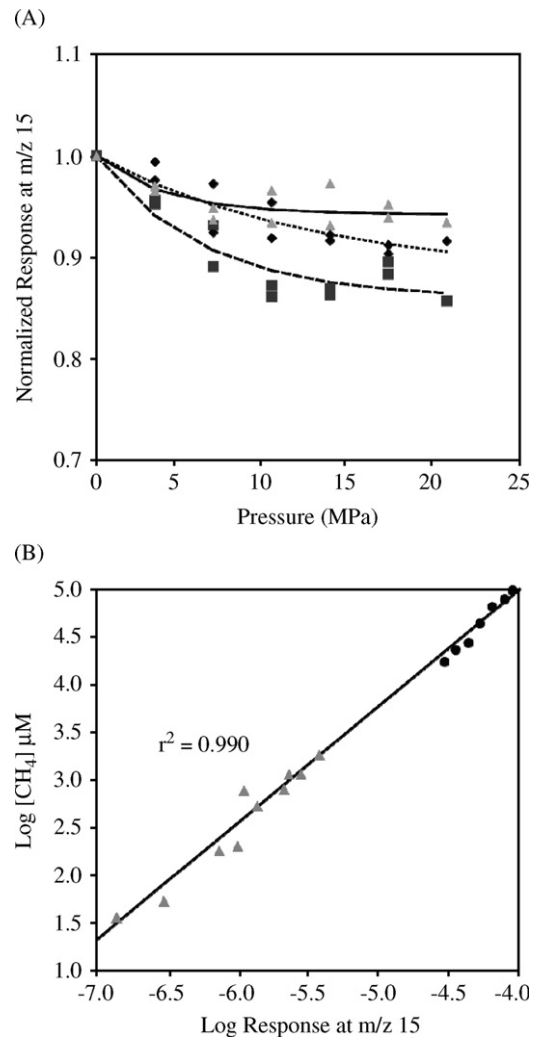 (A)
1.1
1.0
0.9
0.8
0.7
0 5 10 15 20 25
Normalized Response at m/z 15
Pressure (MPa)
(B)
5.0
4.5
4.0
3.5
3.0
2.5
2.0
1.5
1.0
r² = 0.990
Log [CH₄] µM
-7.0 -6.5 -6.0 -5.5 -5.0 -4.5 -4.0
Log Response at m/z 15